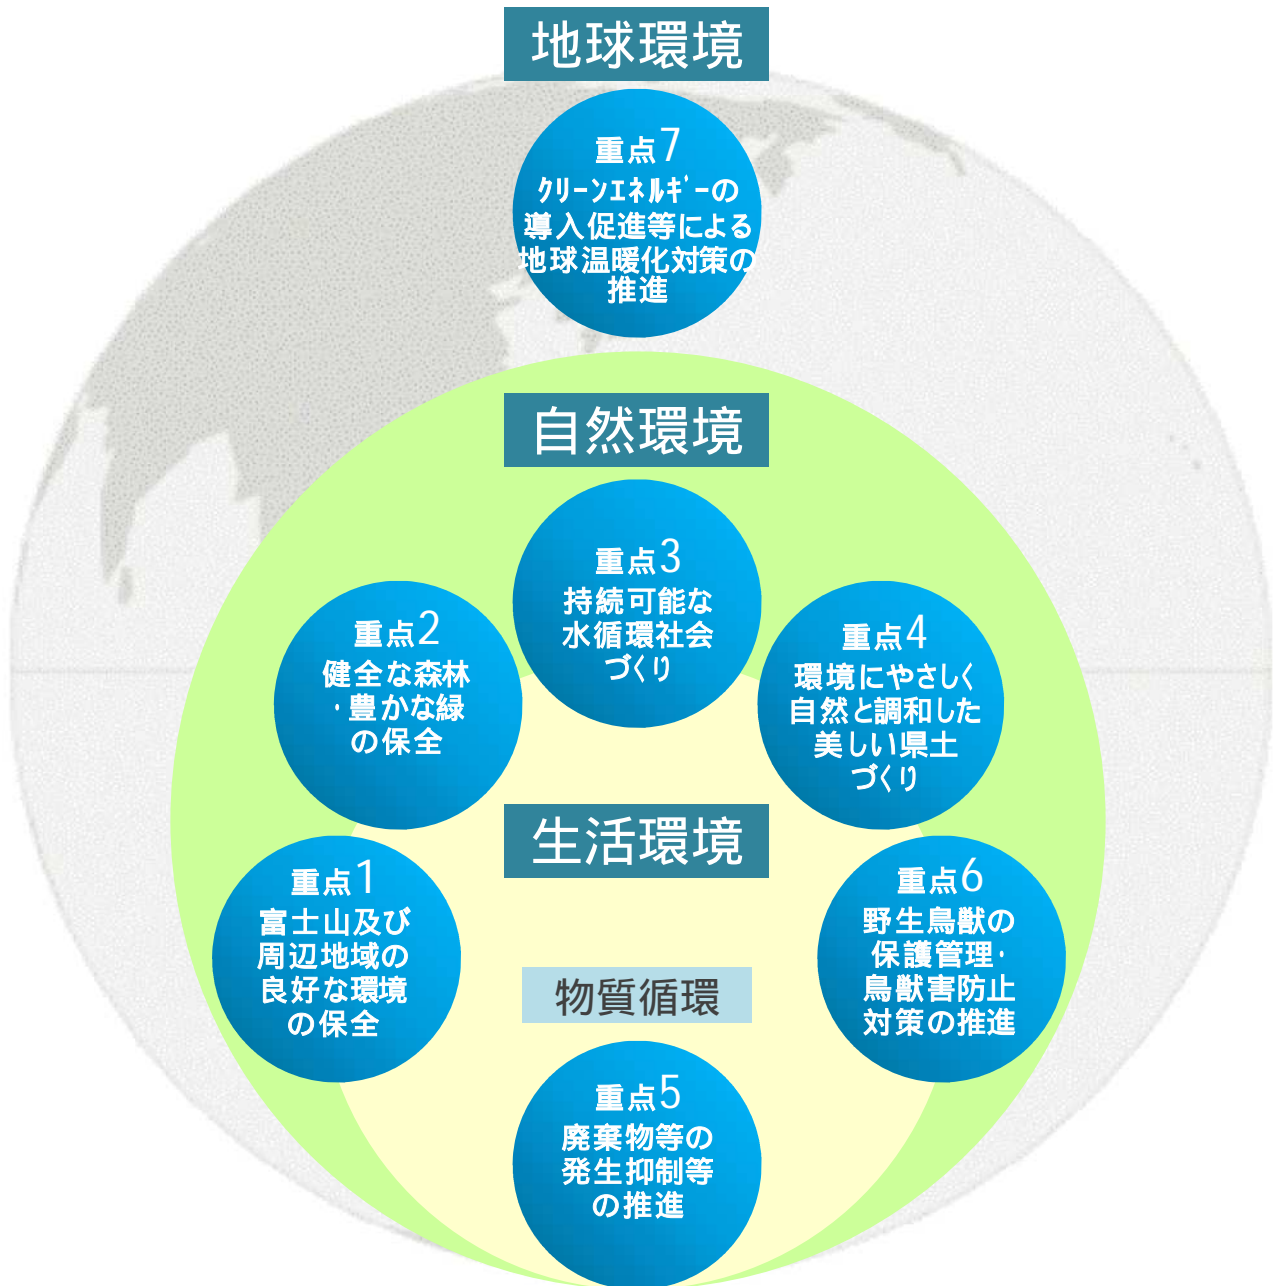 地球環境
重点7
クリーンエネルギーの
導入促進等による
地球温暖化対策の
推進
自然環境
重点3
持続可能な
水循環社会
づくり
重点2
健全な森林
・豊かな緑
の保全
重点4
環境にやさしく
自然と調和した
美しい県土
づくり
生活環境
重点1
富士山及び
周辺地域の
良好な環境
の保全
重点6
野生鳥獣の
保護管理・
鳥獣害防止
対策の推進
物質循環
重点5
廃棄物等の
発生抑制等
の推進